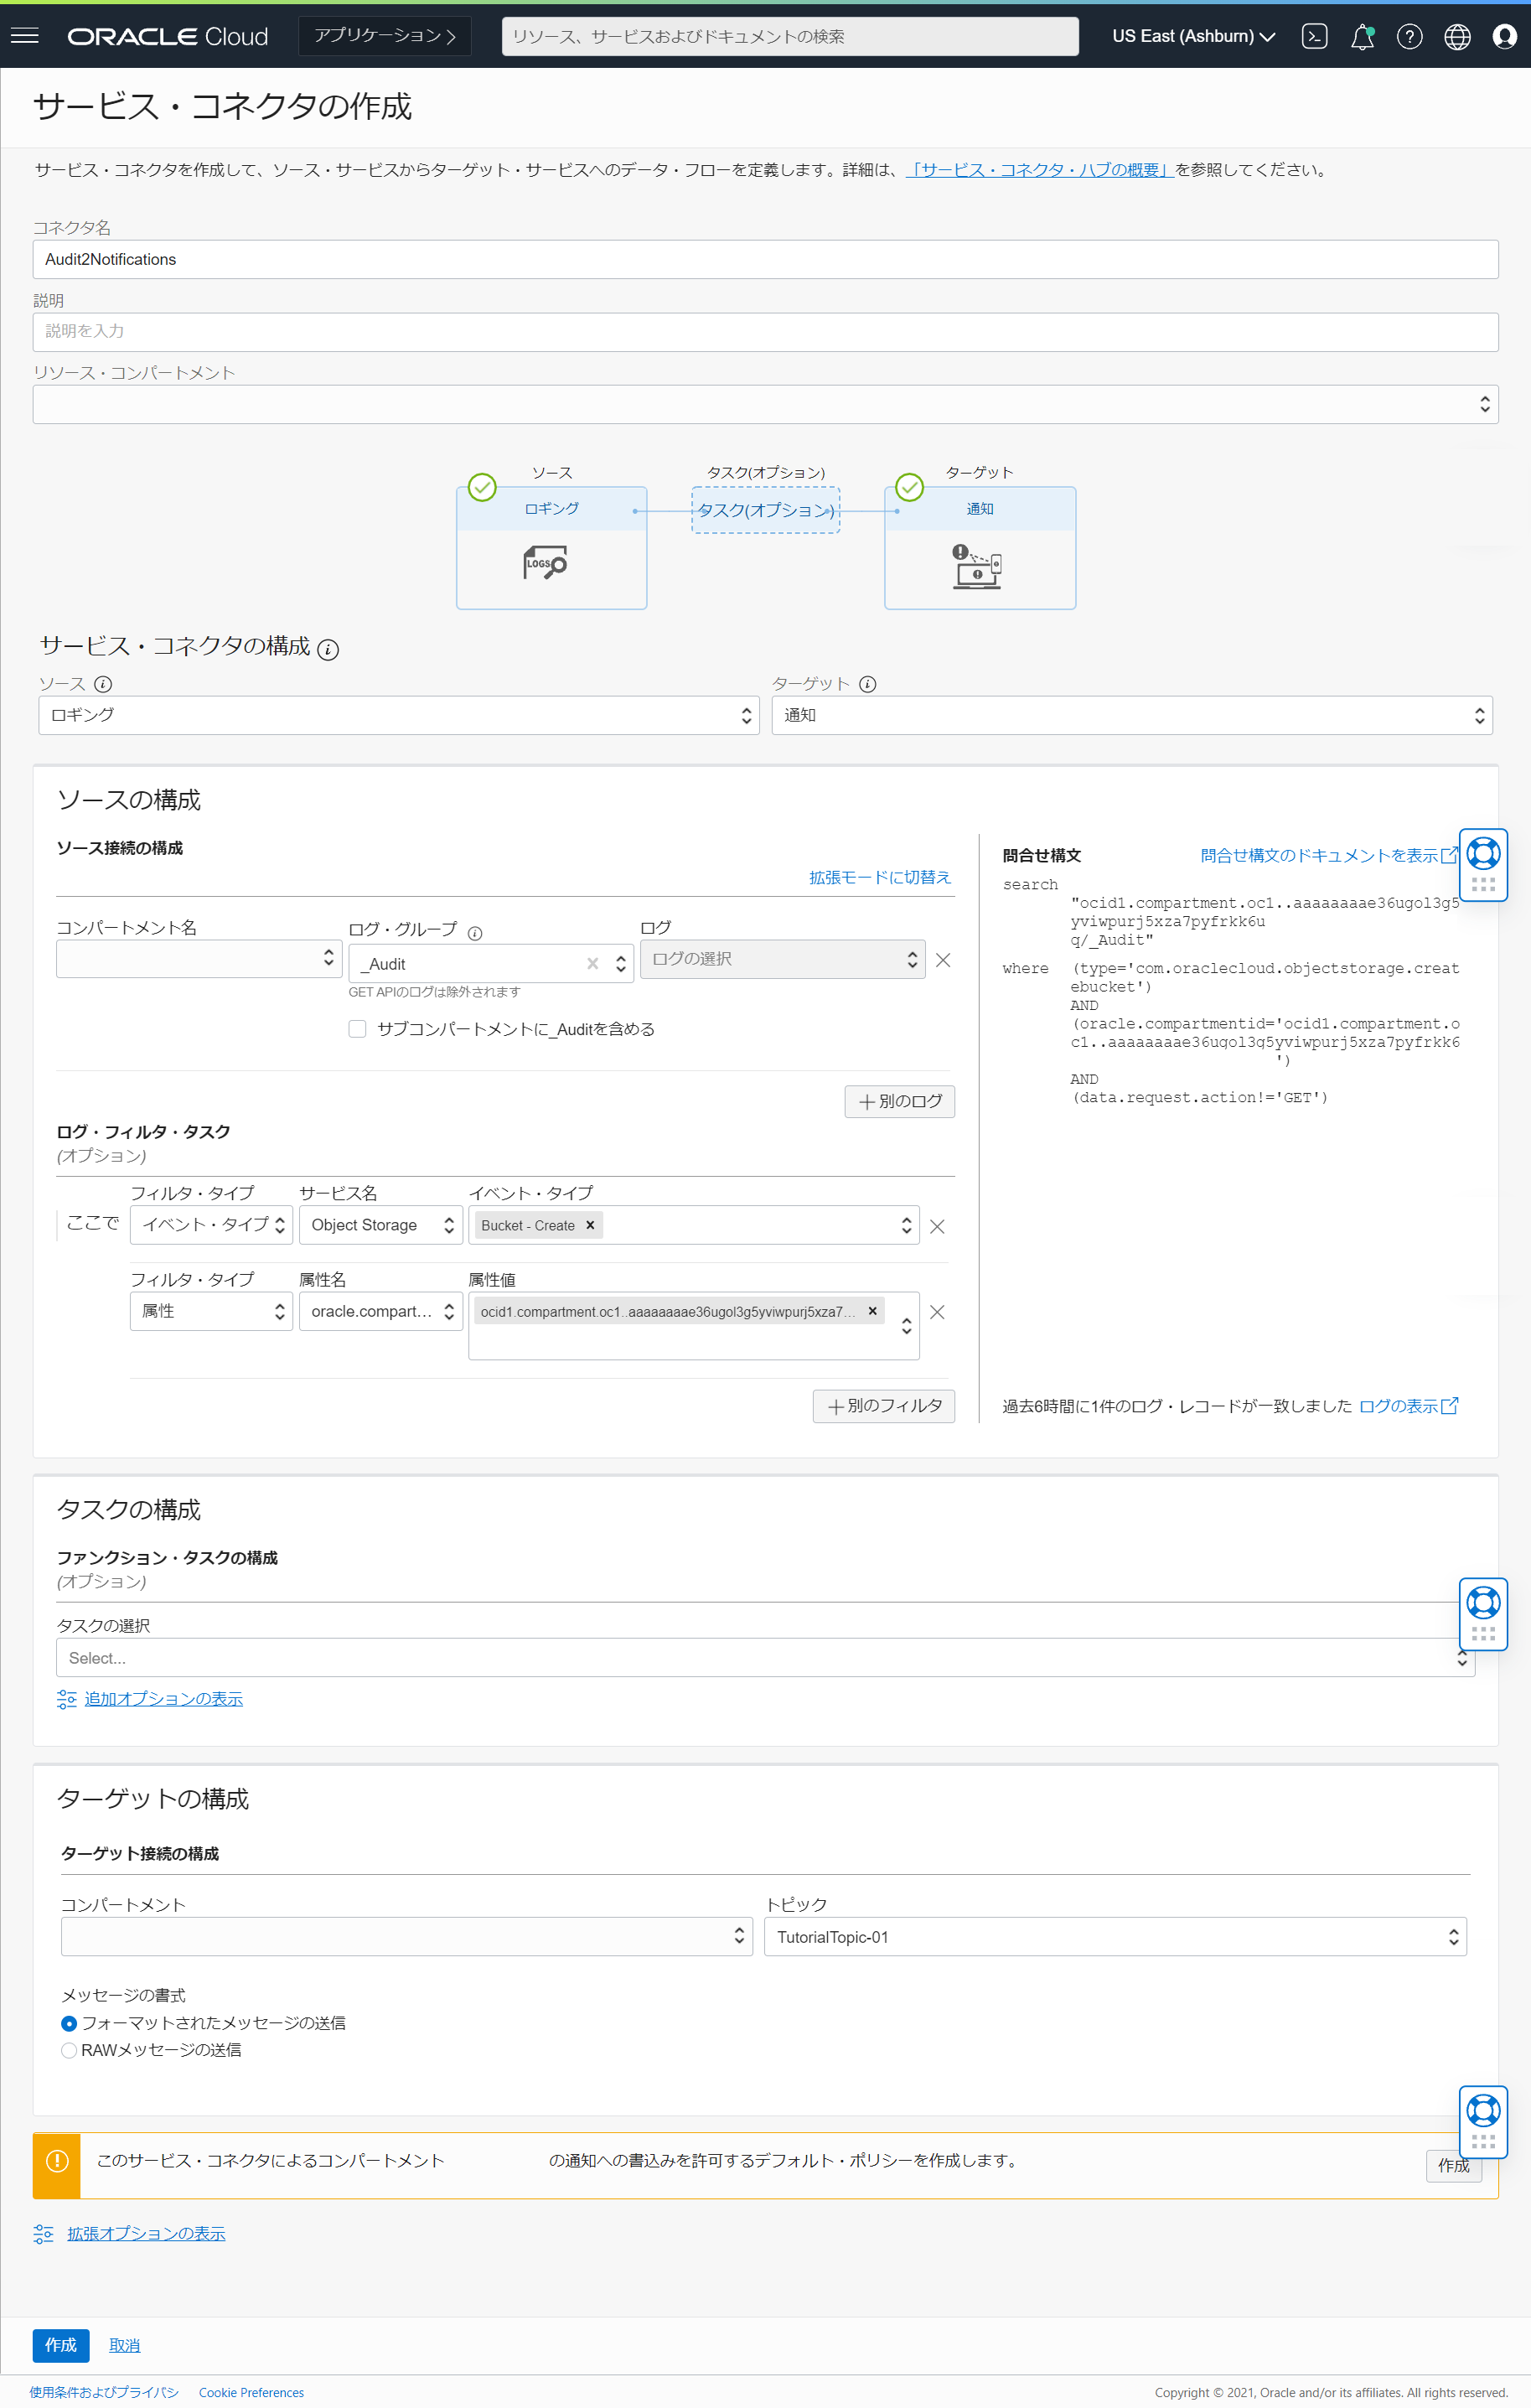 ORACLE Cloud
アプリケーション
リソース、サービスおよびドキュメントの検索
US East (Ashburn)
サービス・コネクタの作成
サービス・コネクタを作成して、ソース・サービスからターゲット・サービスへのデータ・フローを定義します。詳細は、「サービス・コネクタ・ハブの概要」を参照してください。
コネクタ名
Audit2Notifications
説明
説明を入力
リソース・コンパートメント
ソース
タスク(オプション)
ターゲット
ロギング
タスク(オプション)
通知
LOGS
サービス・コネクタの構成
ソース
ターゲット
ロギング
通知
ソースの構成
ソース接続の構成
拡張モードに切替え
コンパートメント名
ログ・グループ
ログ
_Audit
ログの選択
GET APIのログは除外されます
サブコンパートメントに_Auditを含める
+ 別のログ
ログ・フィルタ・タスク
(オプション)
フィルタ・タイプ
サービス名
イベント・タイプ
ここで
イベント・タイプ
Object Storage
Bucket - Create
フィルタ・タイプ
属性名
属性値
属性
oracle.compart...
ocid1.compartment.oc1..aaaaaaaae36ugol3g5yviwpurj5xza7...
+ 別のフィルタ
問合せ構文
問合せ構文のドキュメントを表示
search
"ocid1.compartment.oc1..aaaaaaaae36ugol3g5
yviwpurj5xza7pyfrkk6u
q/_Audit"
where (type='com.oraclecloud.objectstorage.creat
ebucket')
AND
(oracle.compartmentid='ocid1.compartment.o
c1..aaaaaaaae36ugol3g5yviwpurj5xza7pyfrkk6
')
AND
(data.request.action!='GET')
過去6時間に1件のログ・レコードが一致しました ログの表示
タスクの構成
ファンクション・タスクの構成
(オプション)
タスクの選択
Select...
追加オプションの表示
ターゲットの構成
ターゲット接続の構成
コンパートメント
トピック
TutorialTopic-01
メッセージの書式
フォーマットされたメッセージの送信
RAWメッセージの送信
このサービス・コネクタによるコンパートメント の通知への書込みを許可するデフォルト・ポリシーを作成します。
作成
拡張オプションの表示
作成
取消
使用条件およびプライバシ
Cookie Preferences
Copyright © 2021, Oracle and/or its affiliates. All rights reserved.